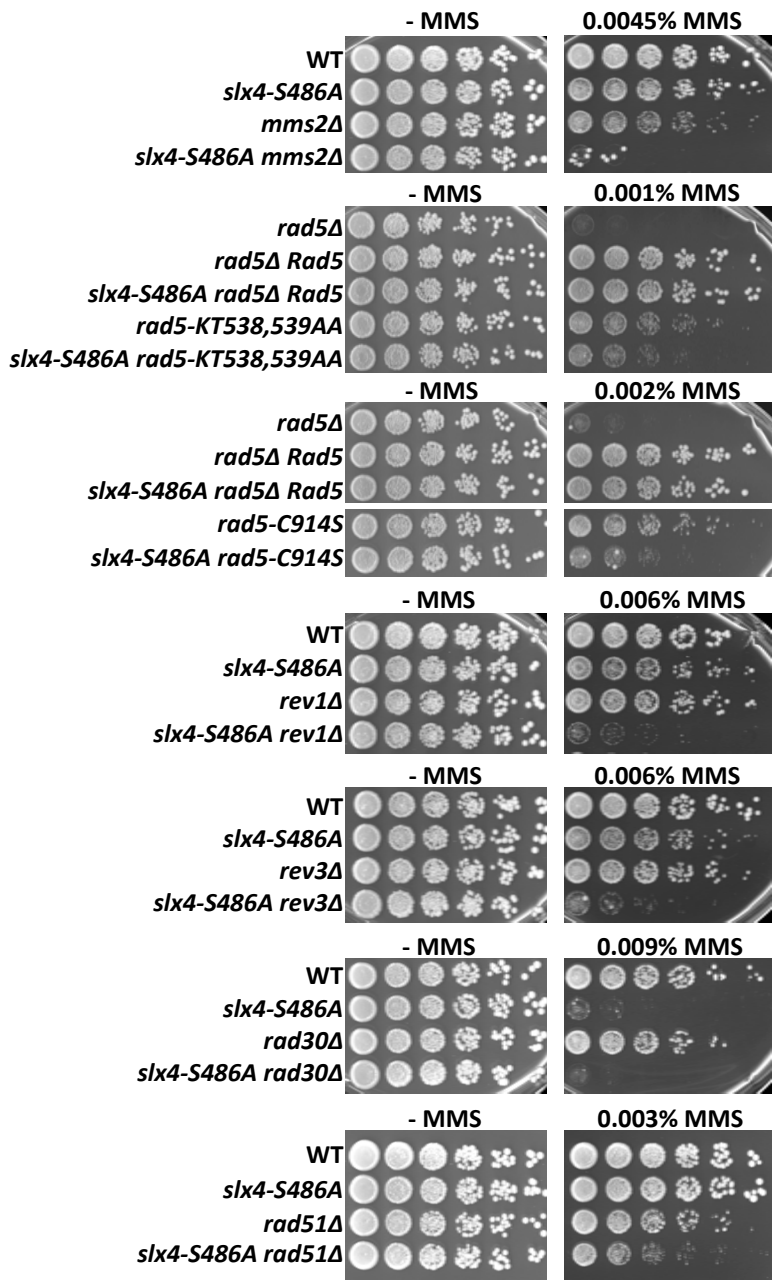 - MMS 0.0045% MMS
WT
slx4-S486A
mms2Δ
slx4-S486A mms2Δ
- MMS 0.001% MMS
rad5Δ
rad5Δ Rad5
slx4-S486A rad5Δ Rad5
rad5-KT538,539AA
slx4-S486A rad5-KT538,539AA
- MMS 0.002% MMS
rad5Δ
rad5Δ Rad5
slx4-S486A rad5Δ Rad5
rad5-C914S
slx4-S486A rad5-C914S
- MMS 0.006% MMS
WT
slx4-S486A
rev1Δ
slx4-S486A rev1Δ
- MMS 0.006% MMS
WT
slx4-S486A
rev3Δ
slx4-S486A rev3Δ
- MMS 0.009% MMS
WT
slx4-S486A
rad30Δ
slx4-S486A rad30Δ
- MMS 0.003% MMS
WT
slx4-S486A
rad51Δ
slx4-S486A rad51Δ